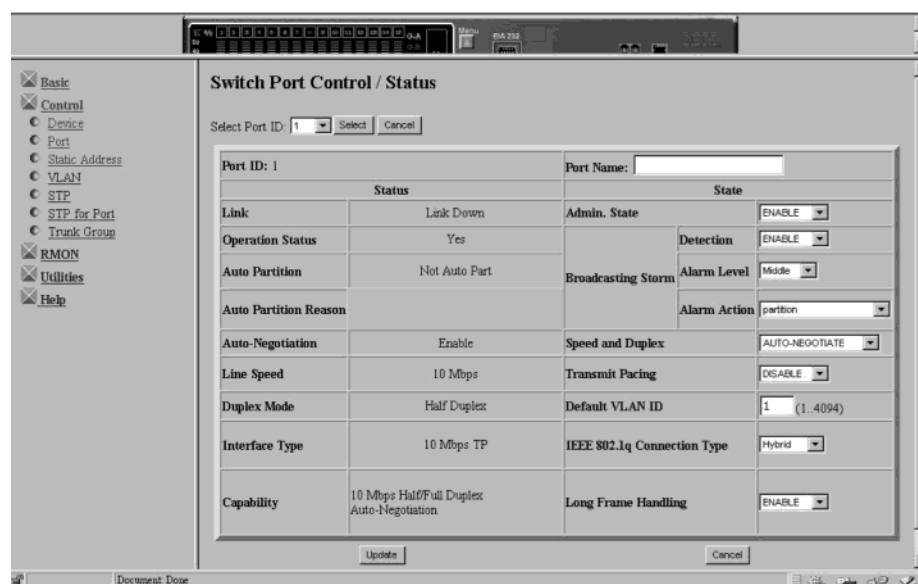 Menu
EIA 232
Basic
Control
Device
Port
Static Address
VLAN
STP
STP for Port
Trunk Group
RMON
Utilities
Help
Switch Port Control / Status
Select Port ID: 1 Select Cancel
Port ID: 1 Port Name:
Status State
Link Link Down Admin. State ENABLE
Operation Status Yes Broadcasting Storm Detection ENABLE
Auto Partition Not Auto Part Alarm Level Middle
Auto Partition Reason Alarm Action partition
Auto-Negotiation Enable Speed and Duplex AUTO-NEGOTIATE
Line Speed 10 Mbps Transmit Pacing DISABLE
Duplex Mode Half Duplex Default VLAN ID 1 (1..4094)
Interface Type 10 Mbps TP IEEE 802.1q Connection Type Hybrid
Capability 10 Mbps Half/Full Duplex
Auto-Negotiation Long Frame Handling ENABLE
Update Cancel
Document: Done